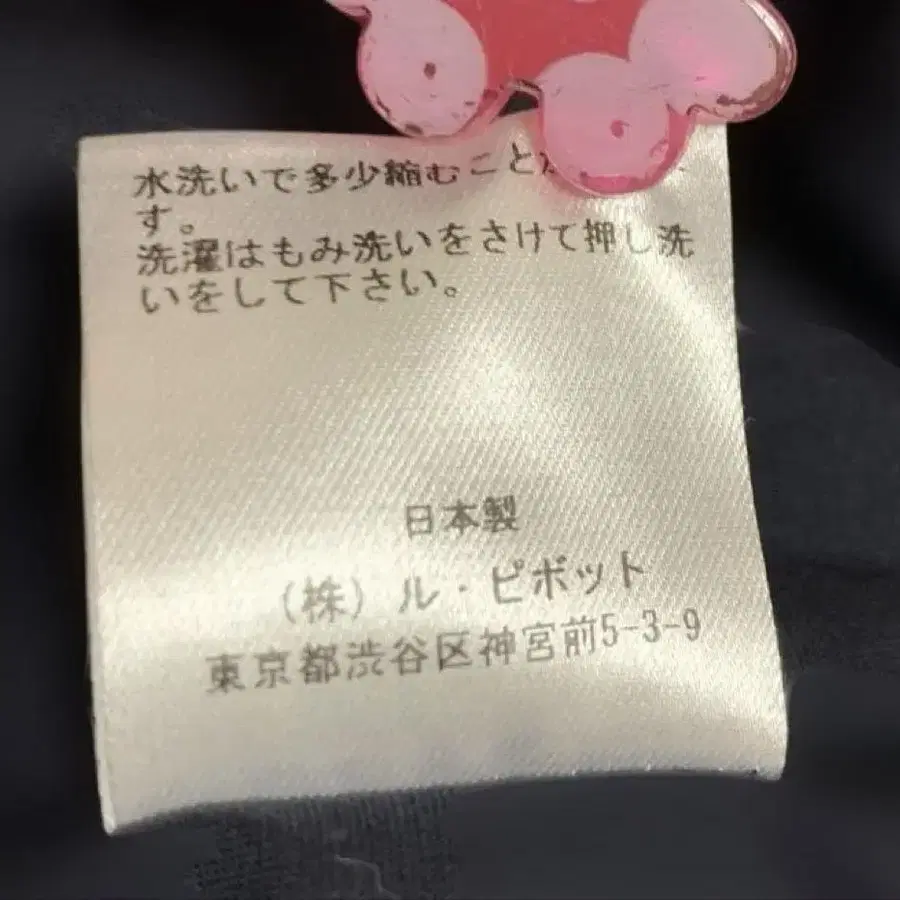 水洗いで多少縮むこと
す。
洗濯はもみ洗いをさけて押し洗
いをして下さい。
日本製
(株)ル・ピボット
東京都渋谷区神宮前5-3-9